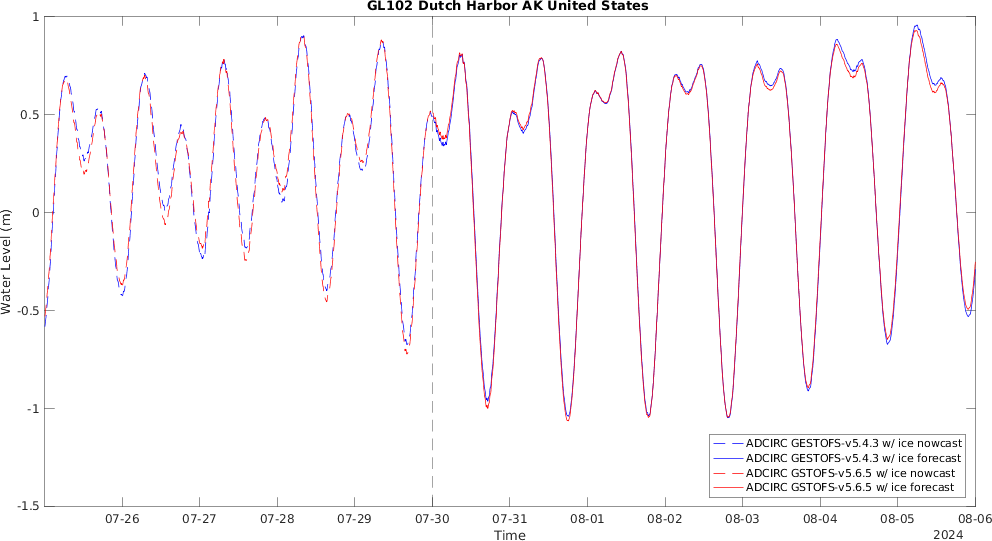 GL102 Dutch Harbor AK United States
Water Level (m)
1
0.5
0
-0.5
-1
-1.5
ADCIRC GESTOFS-v5.4.3 w/ ice nowcast
ADCIRC GESTOFS-v5.4.3 w/ ice forecast
ADCIRC GSTOFS-v5.6.5 w/ ice nowcast
ADCIRC GSTOFS-v5.6.5 w/ ice forecast
07-26 07-27 07-28 07-29 07-30 07-31 08-01 08-02 08-03 08-04 08-05 08-06
Time
2024